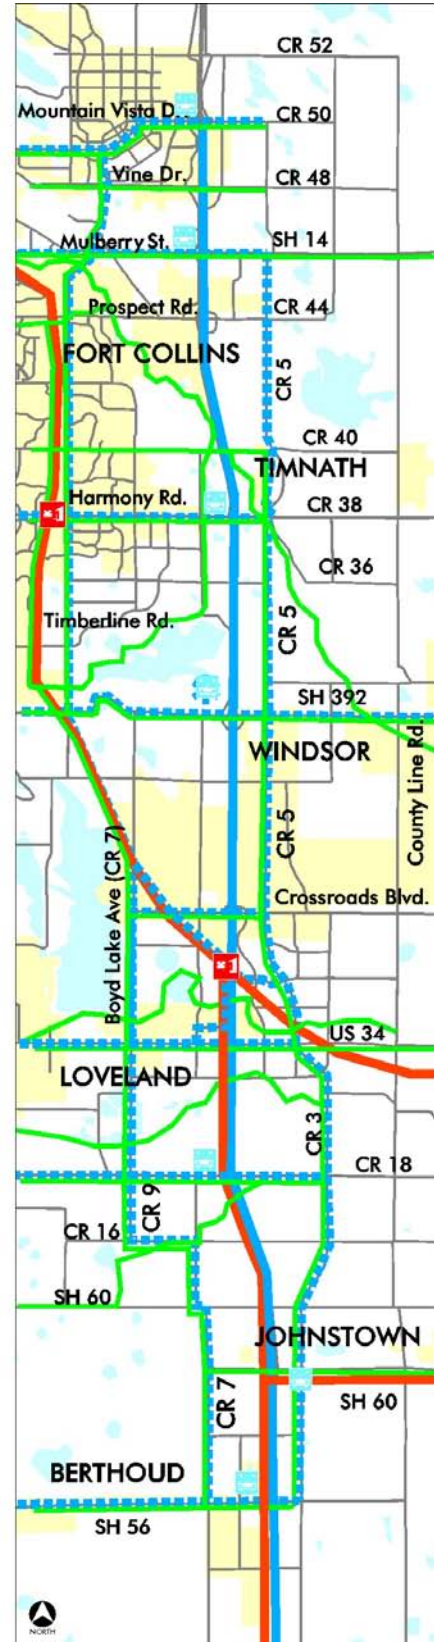 CR 52
Mountain Vista D..
CR 50
Vine Dr.
CR 48
Mulberry St.
SH 14
Prospect Rd.
CR 44
FORT COLLINS
CR 5
CR 40
TIMNATH
Harmony Rd.
CR 38
CR 36
Timberline Rd.
CR 5
SH 392
WINDSOR
County Line Rd.
CR 5
Boyd Lake Ave (CR 7)
Crossroads Blvd.
US 34
LOVELAND
CR 3
CR 18
CR 9
CR 16
SH 60
JOHNSTOWN
CR 7
SH 60
BERTHOUD
SH 56
NORTH